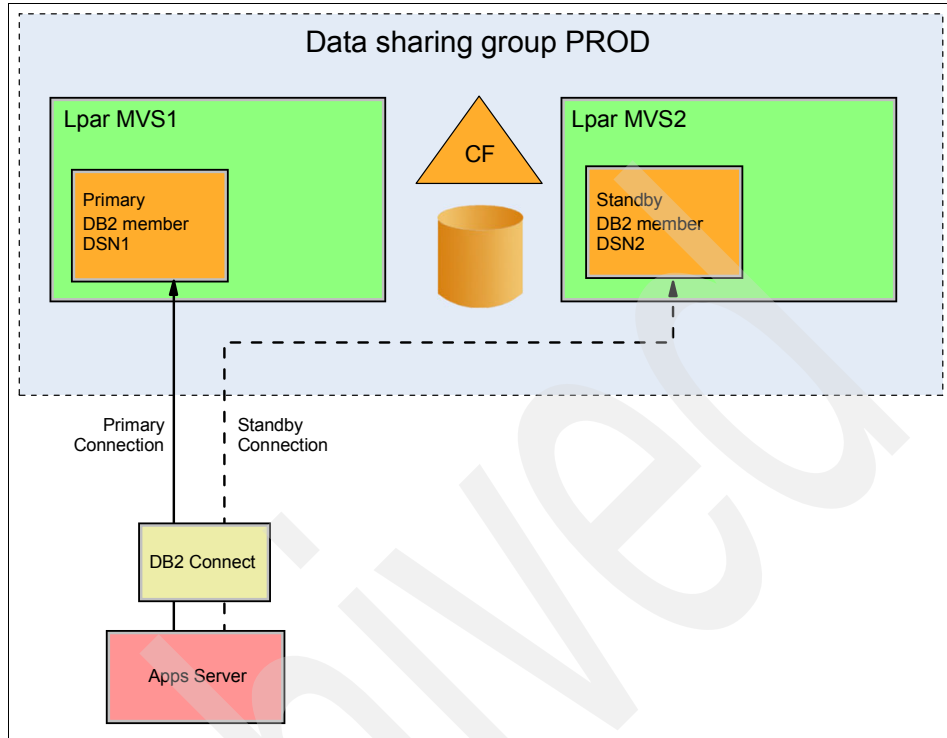 Data sharing group PROD
Lpar MVS1
Lpar MVS2
CF
Primary
DB2 member
DSN1
Standby
DB2 member
DSN2
Primary
Connection
Standby
Connection
DB2 Connect
Apps Server